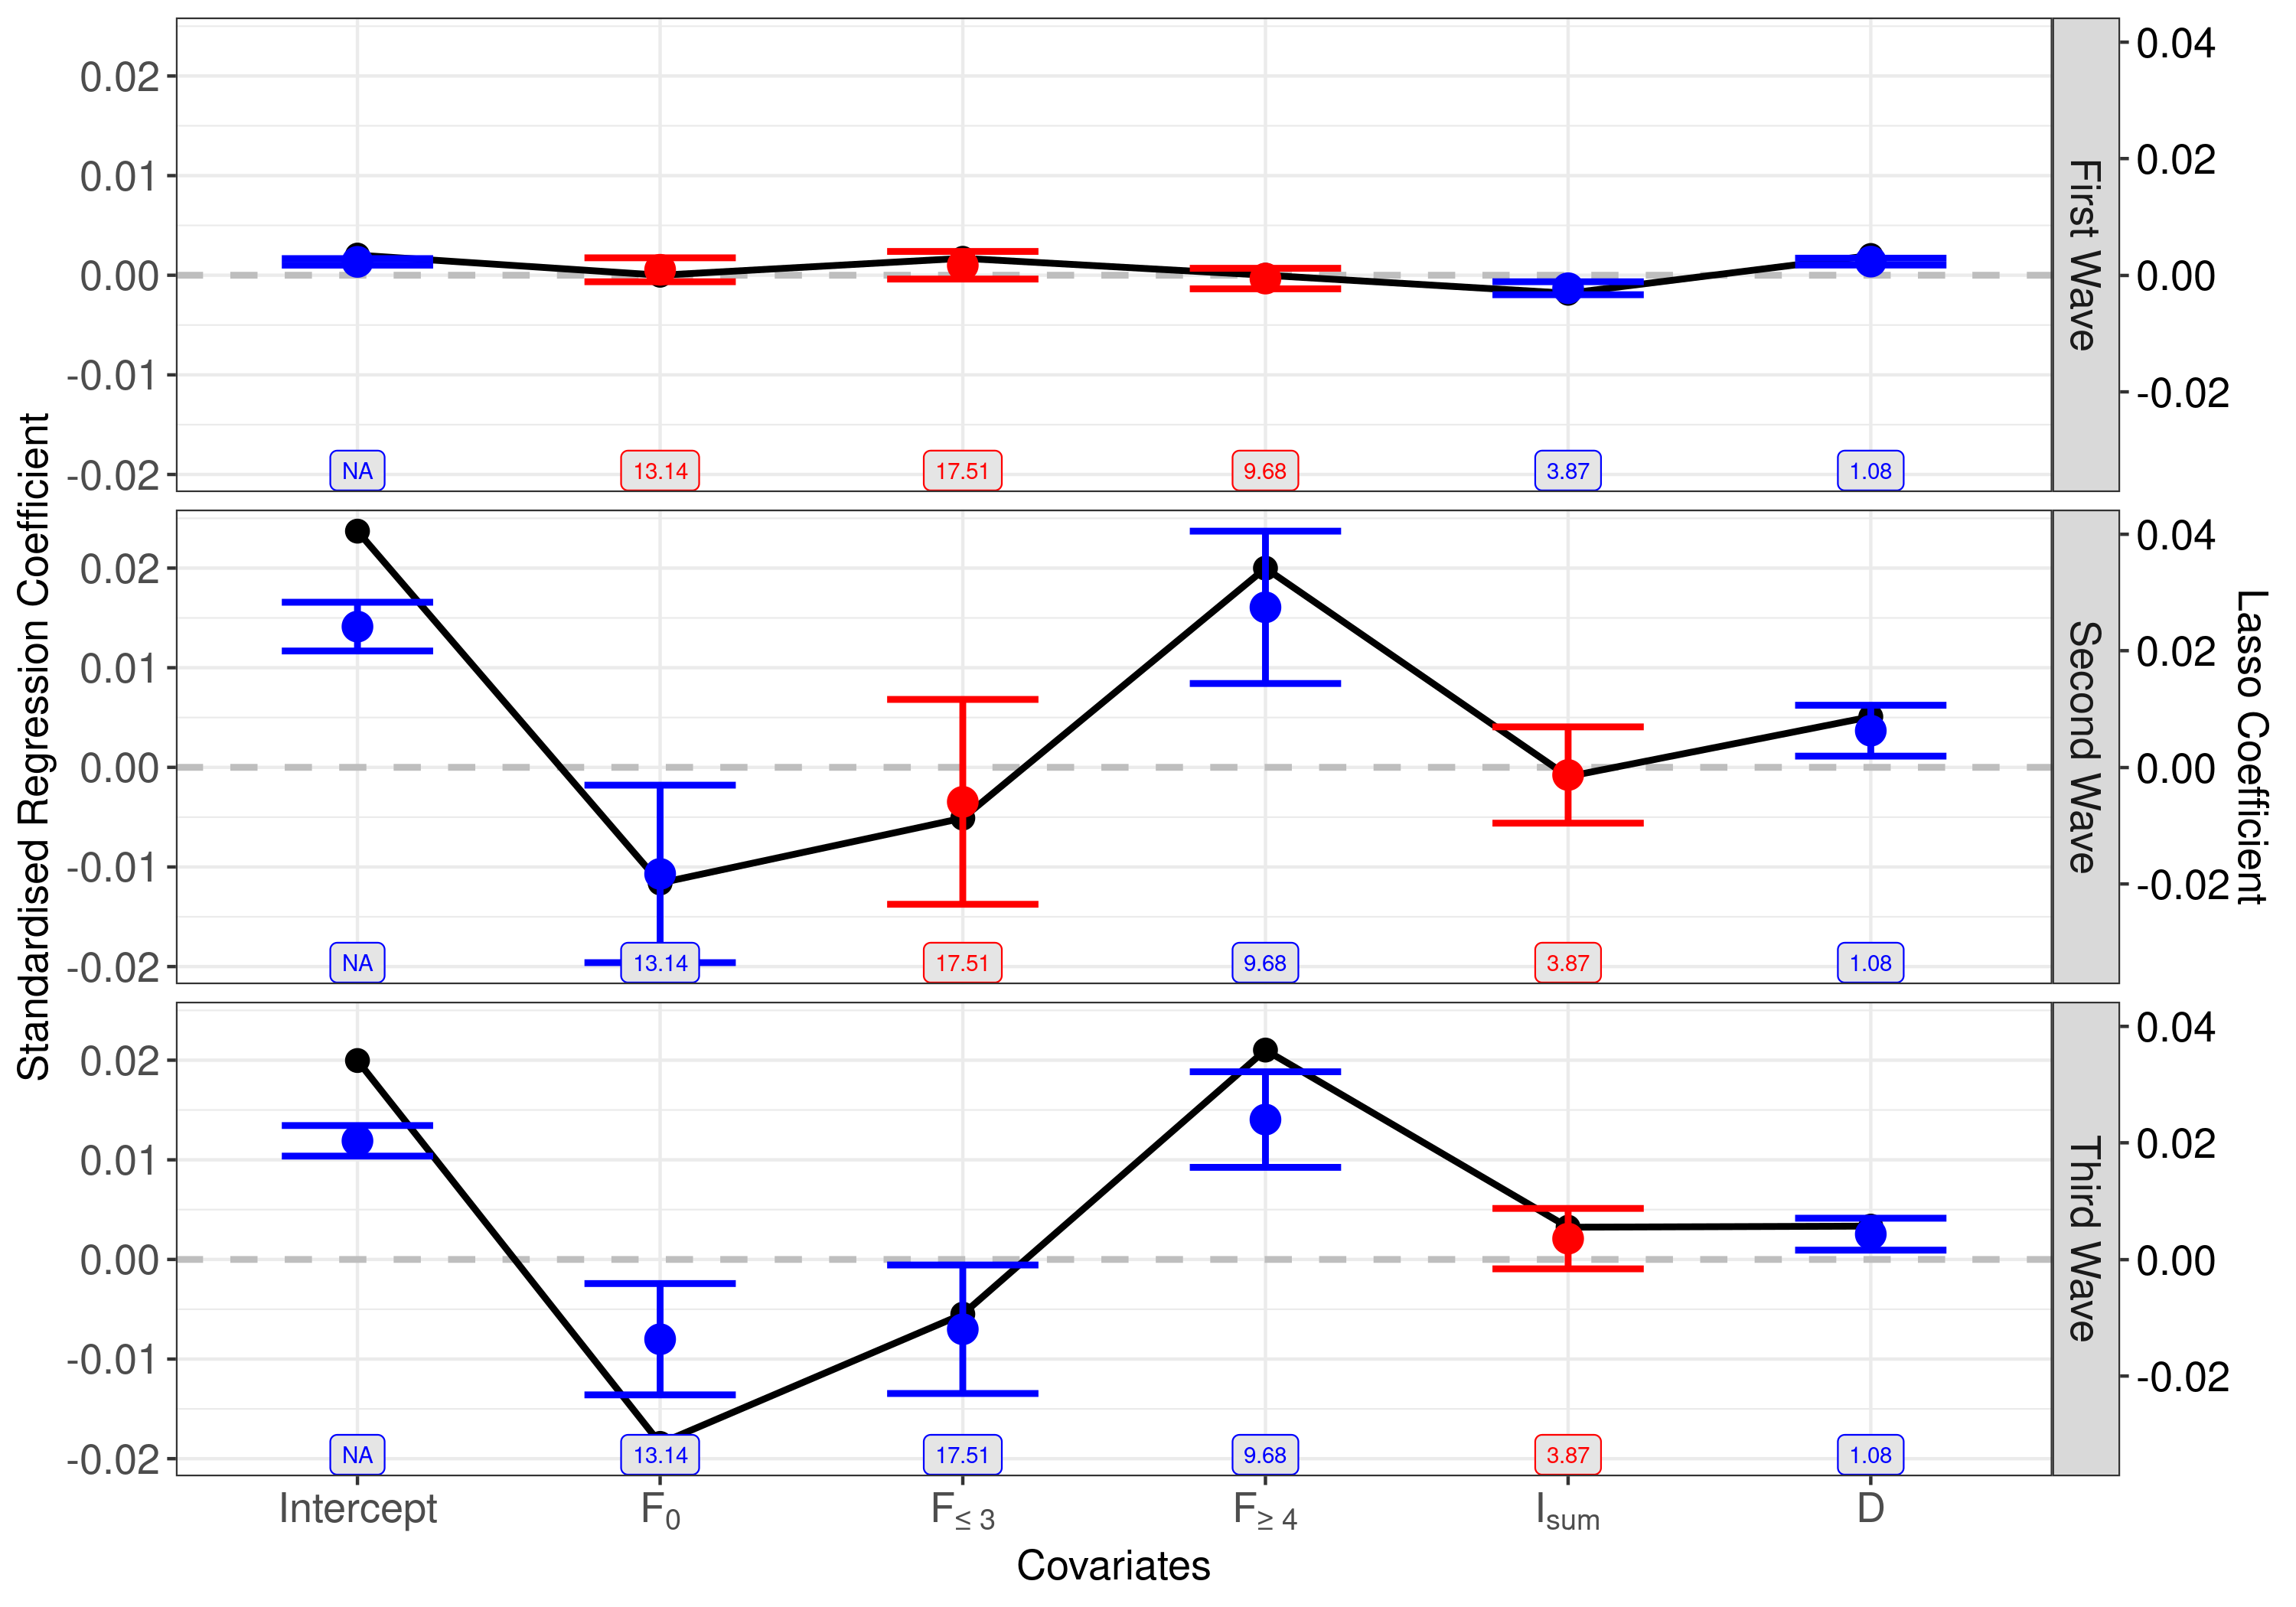 Standardised Regression Coefficient
0.02
0.01
0.00
-0.01
-0.02
NA 13.14 17.51 9.68 3.87 1.08
First Wave
0.04
0.02
0.00
-0.02
0.02
0.01
0.00
-0.01
-0.02
NA 13.14 17.51 9.68 3.87 1.08
Second Wave
0.04
0.02
0.00
-0.02
Lasso Coefficient
0.02
0.01
0.00
-0.01
-0.02
NA 13.14 17.51 9.68 3.87 1.08
Third Wave
0.04
0.02
0.00
-0.02
Intercept F₀ F≤ 3 F≥ 4 Isum D
Covariates